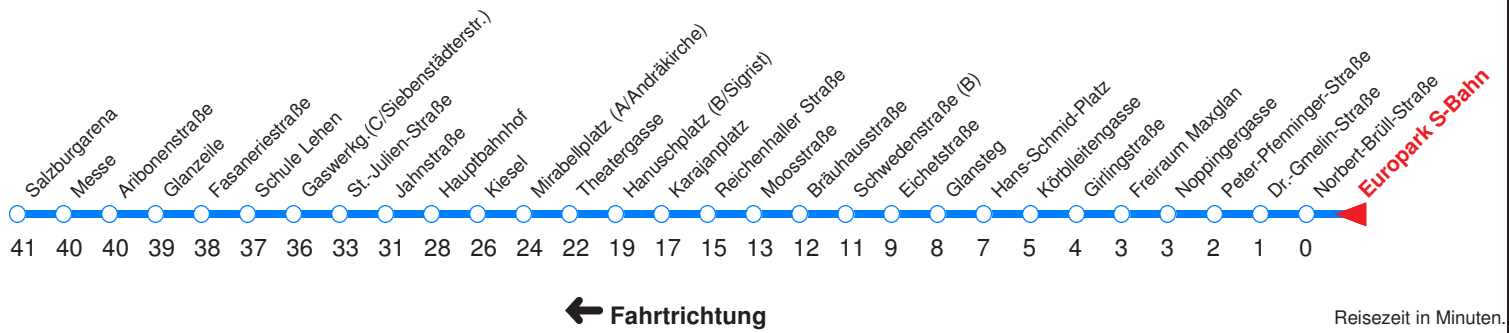 Salzburgarena
Messe
Aribonenstraße
Glanzeile
Fasaneriestraße
Schule Lehen
Gaswerkg.(C/Siebenstädterstr.)
St.-Julien-Straße
Jahnstraße
Hauptbahnhof
Kiesel
Mirabellplatz (A/Andräkirche)
Theatergasse
Hanuschplatz (B/Sigrist)
Karajanplatz
Reichenhaller Straße
Moosstraße
Bräuhausstraße
Schwedenstraße (B)
Eichetstraße
Glansteg
Hans-Schmid-Platz
Körblleitengasse
Girlingstraße
Freiraum Maxglan
Noppingergasse
Peter-Pfenninger-Straße
Dr.-Gmelin-Straße
Norbert-Brüll-Straße
Europark S-Bahn
41 40 40 39 38 37 36 33 31 28 26 24 22 19 17 15 13 12 11 9 8 7 5 4 3 3 2 1 0
Fahrtrichtung
Reisezeit in Minuten.